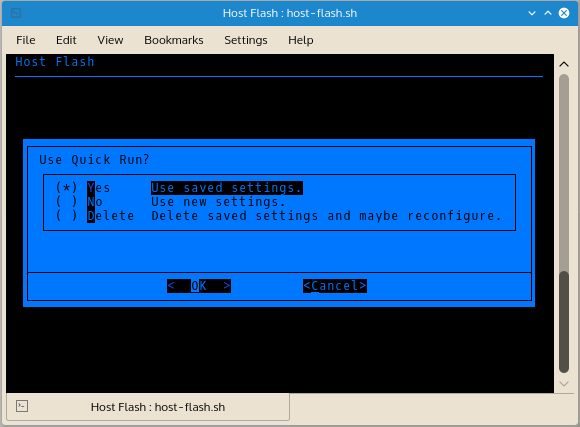 Host Flash : host-flash.sh
File Edit View Bookmarks Settings Help
Host Flash
Use Quick Run?
(*) Yes Use saved settings.
( ) No Use new settings.
( ) Delete Delete saved settings and maybe reconfigure.
< OK > <Cancel>
Host Flash : host-flash.sh